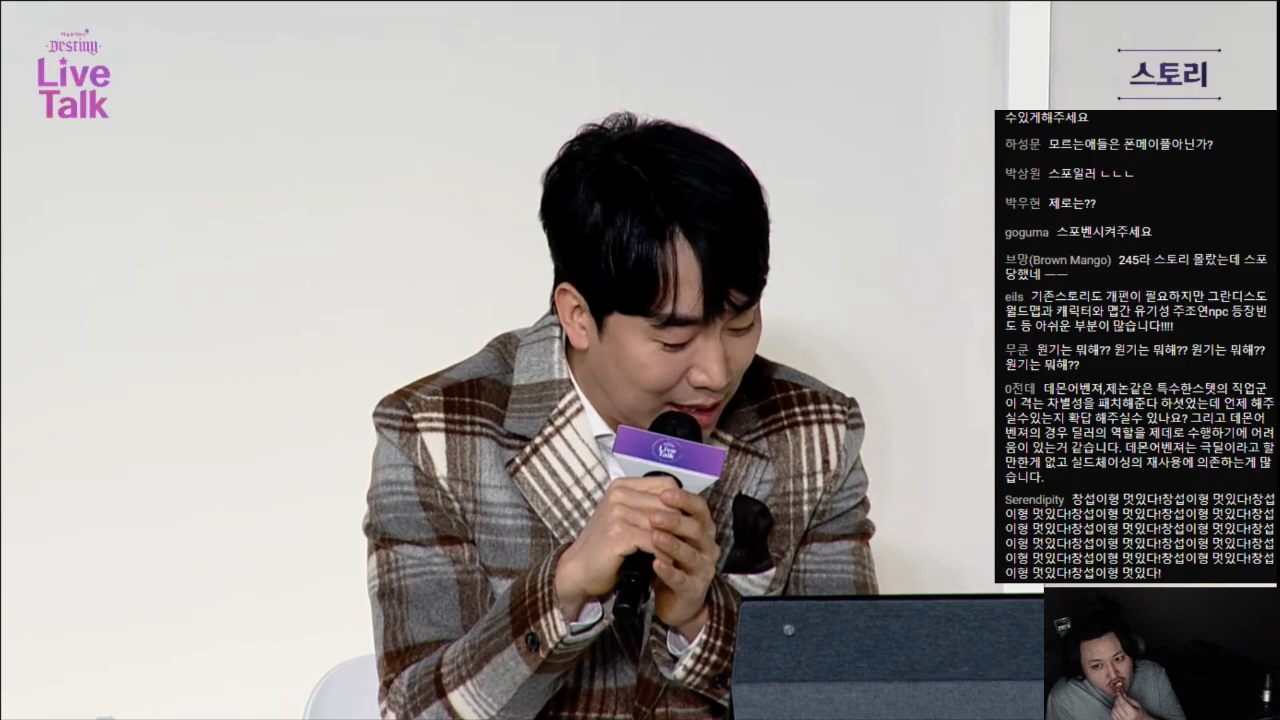 Destiny
Live
Talk
스토리
수있게해주세요
하성문 모르는애들은 폰메이플아닌가?
박상원 스포일러 ㄴㄴㄴ
박우현 제로는??
goguma 스포벤시켜주세요
브망(Brown Mango) 245라 스토리 몰랐는데 스포
당했네 ㅡㅡ
eils 기존스토리도 개편이 필요하지만 그란디스도
월드맵과 캐릭터와 맵간 유기성 주조연npc 등장빈
도 등 아쉬운 부분이 많습니다!!!!
무쿤 원기는 뭐해?? 원기는 뭐해?? 원기는 뭐해??
원기는 뭐해??
0전데 데몬어벤져,제논같은 특수한스탯의 직업군
이 격는 차별성을 패치해준다 하셧었는데 언제 해주
실수있는지 확답 해주실수 있나요? 그리고 데몬어
벤져의 경우 딜러의 역할을 제데로 수행하기에 어려
움이 있는거 같습니다. 데몬어벤져는 극딜이라고 할
만한게 없고 실드체이싱의 재사용에 의존하는게 많
습니다.
Serendipity 창섭이형 멋있다!창섭이형 멋있다!창섭
이형 멋있다!창섭이형 멋있다!창섭이형 멋있다!창섭
이형 멋있다!창섭이형 멋있다!창섭이형 멋있다!창섭
이형 멋있다!창섭이형 멋있다!창섭이형 멋있다!창섭
이형 멋있다!창섭이형 멋있다!창섭이형 멋있다!창섭
이형 멋있다!창섭이형 멋있다!
Live
Talk